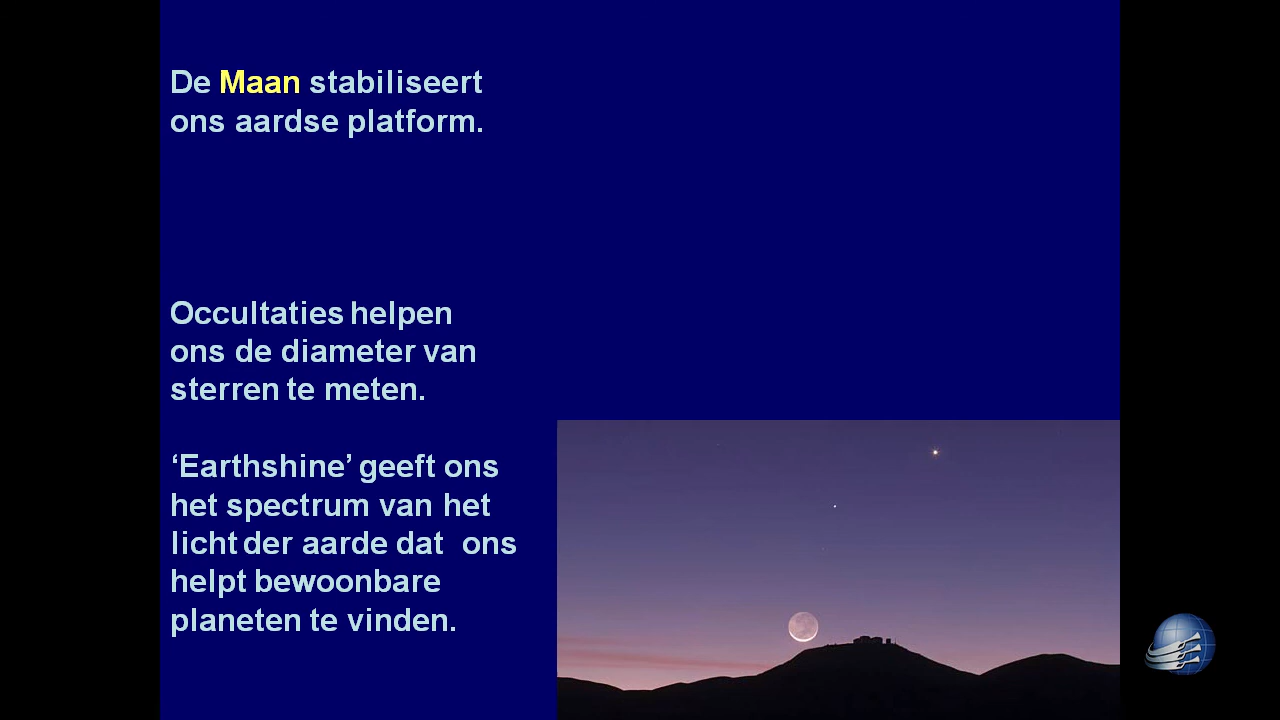 De Maan stabiliseert
ons aardse platform.
Occultaties helpen
ons de diameter van
sterren te meten.
‘Earthshine’ geeft ons
het spectrum van het
licht der aarde dat ons
helpt bewoonbare
planeten te vinden.